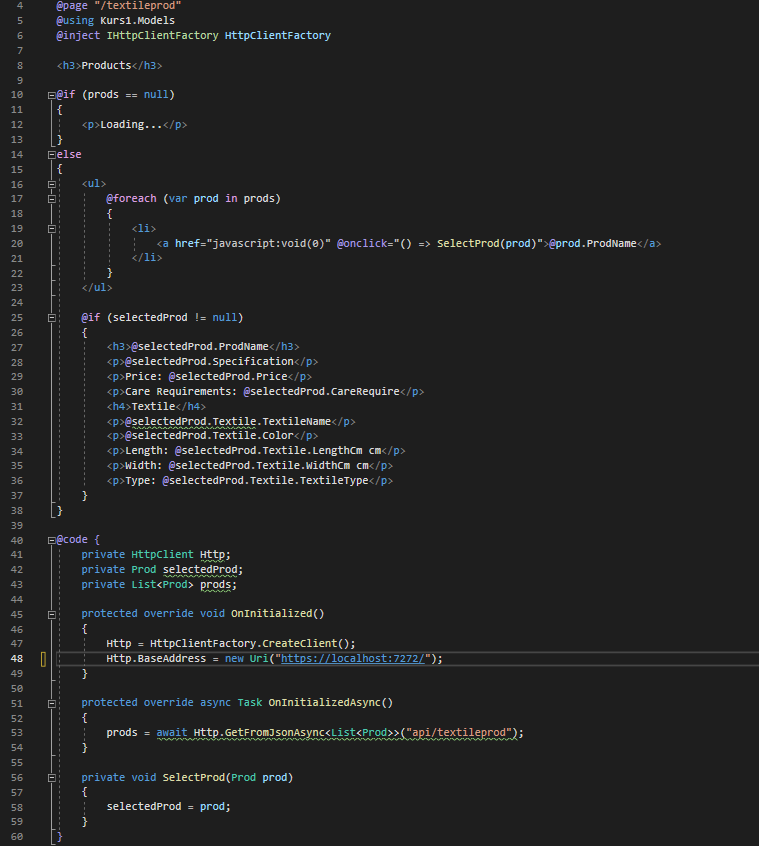 4 @page "/textileprod"
5 @using Kurs1.Models
6 @inject IHttpClientFactory HttpClientFactory
7
8 <h3>Products</h3>
9
10 @if (prods == null)
11 {
12 <p>Loading...</p>
13 }
14 else
15 {
16 <ul>
17 @foreach (var prod in prods)
18 {
19 <li>
20 <a href="javascript:void(0)" @onclick="() => SelectProd(prod)">@prod.ProdName</a>
21 </li>
22 }
23 </ul>
24
25 @if (selectedProd != null)
26 {
27 <h3>@selectedProd.ProdName</h3>
28 <p>@selectedProd.Specification</p>
29 <p>Price: @selectedProd.Price</p>
30 <p>Care Requirements: @selectedProd.CareRequire</p>
31 <h4>Textile</h4>
32 <p>@selectedProd.Textile.TextileName</p>
33 <p>@selectedProd.Textile.Color</p>
34 <p>Length: @selectedProd.Textile.LengthCm cm</p>
35 <p>Width: @selectedProd.Textile.WidthCm cm</p>
36 <p>Type: @selectedProd.Textile.TextileType</p>
37 }
38 }
39
40 @code {
41 private HttpClient Http;
42 private Prod selectedProd;
43 private List<Prod> prods;
44
45 protected override void OnInitialized()
46 {
47 Http = HttpClientFactory.CreateClient();
48 Http.BaseAddress = new Uri("https://localhost:7272/");
49 }
50
51 protected override async Task OnInitializedAsync()
52 {
53 prods = await Http.GetFromJsonAsync<List<Prod>>("api/textileprod");
54 }
55
56 private void SelectProd(Prod prod)
57 {
58 selectedProd = prod;
59 }
60 }